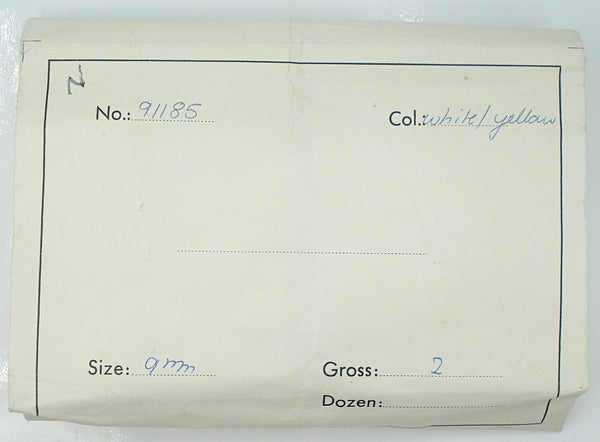 N
No.: 91185 Col. white/yellow
Size: 9mm Gross: 2
Dozen: